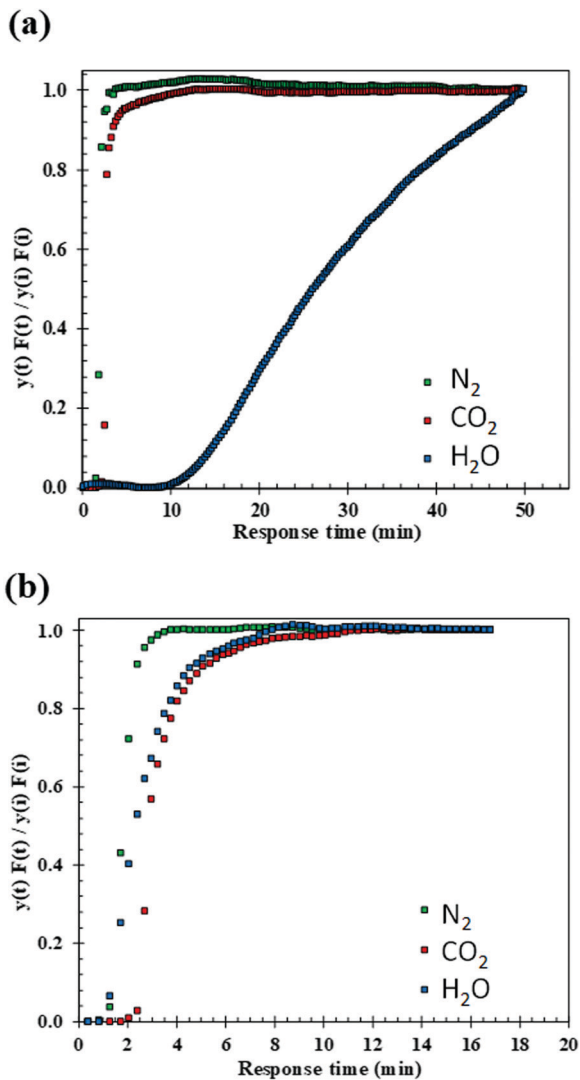 (a)
1.0
0.8
0.6
0.4
0.2
0.0
y(t) F(t) / y(i) F(i)
N₂
CO₂
H₂O
0 10 20 30 40 50
Response time (min)
(b)
1.0
0.8
0.6
0.4
0.2
0.0
y(t) F(t) / y(i) F(i)
N₂
CO₂
H₂O
0 2 4 6 8 10 12 14 16 18 20
Response time (min)